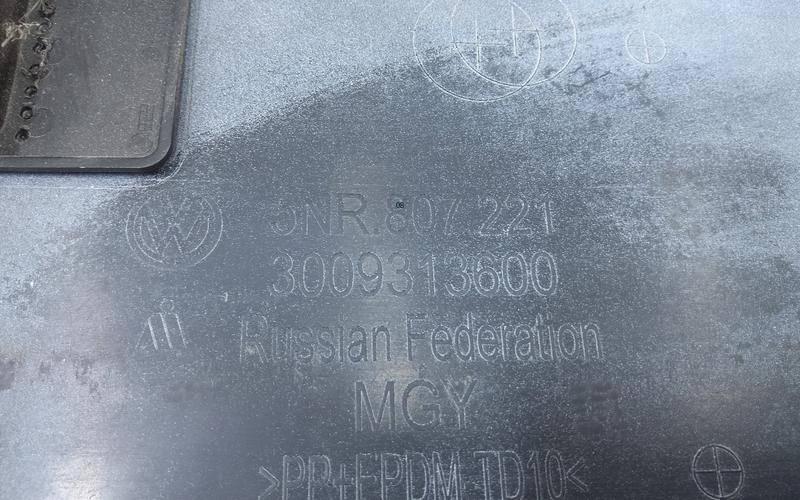 5NR.807 221
3009313600
Russian Federation
MGY
>PP+EPDM TD10<